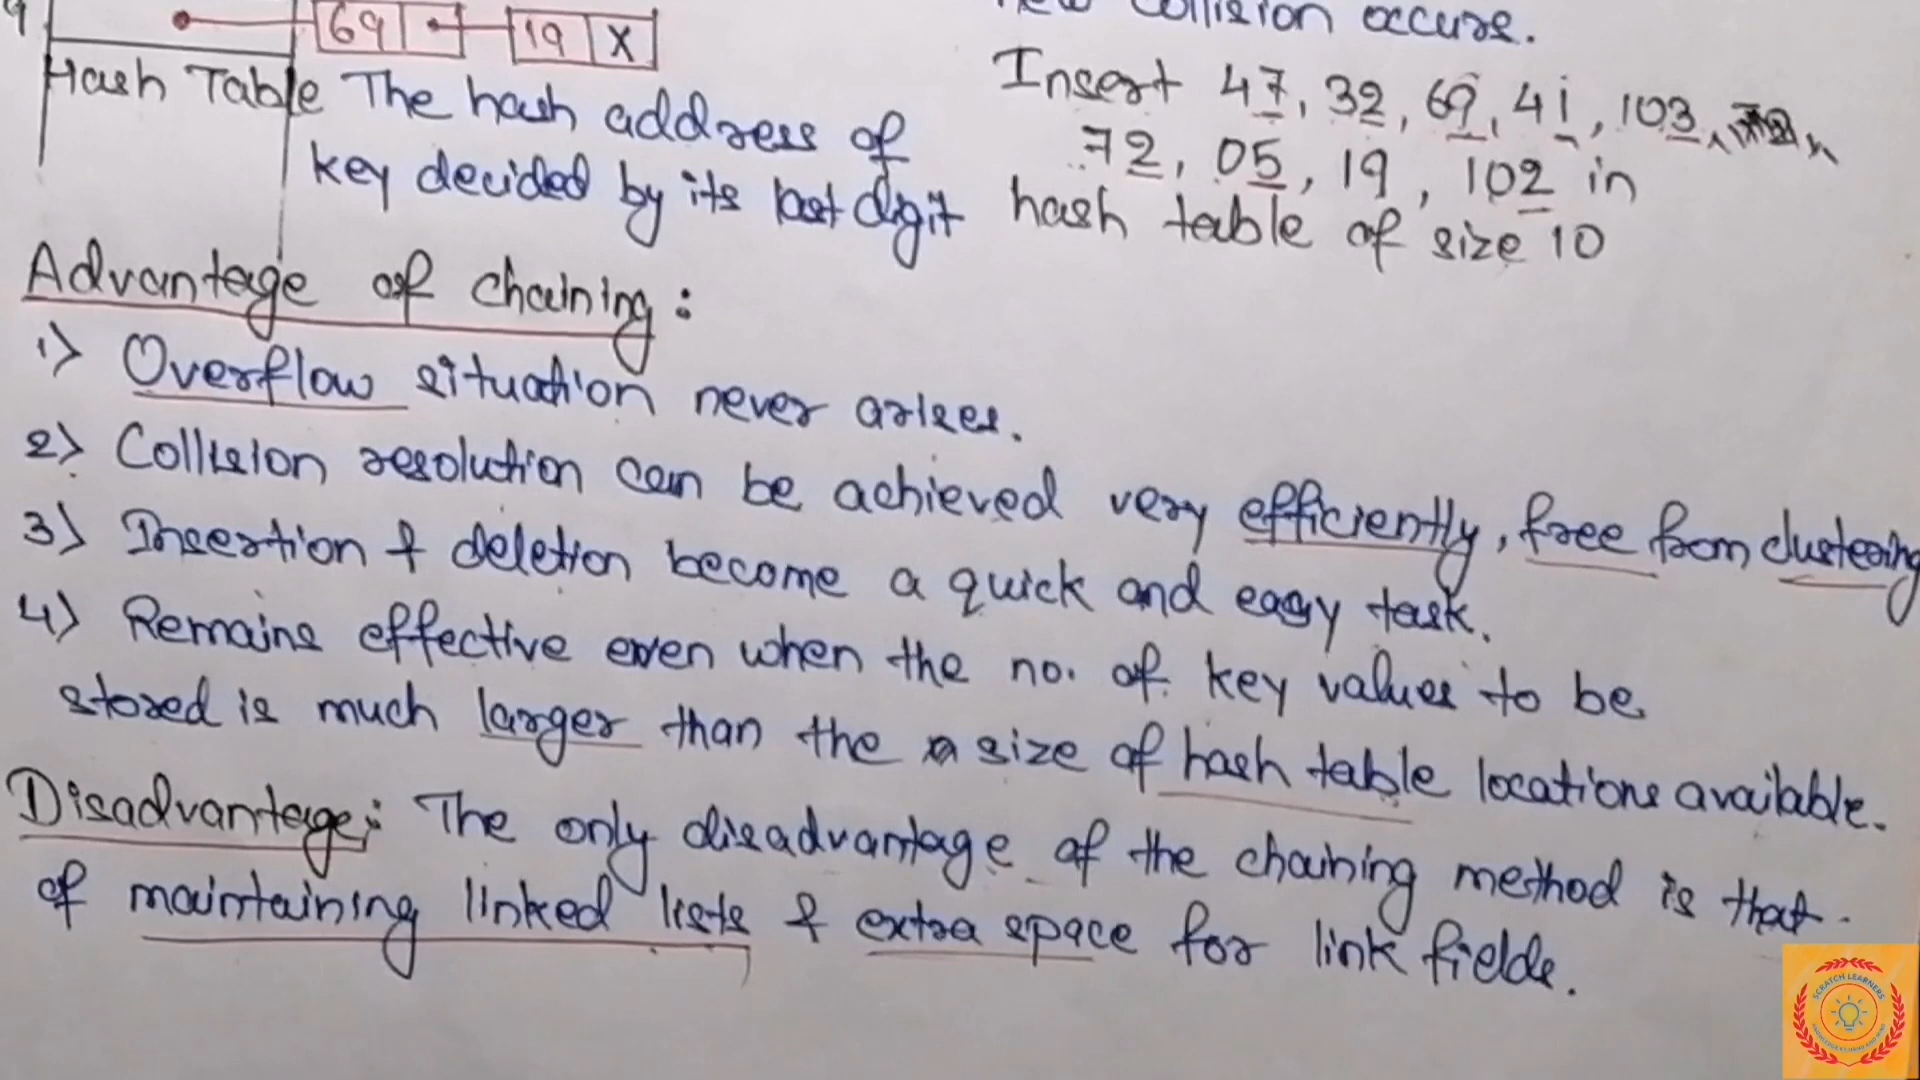 9 69 19 X
new collision occurs.
Insert 47, 32, 69, 41, 103,
72, 05, 19, 102 in
hash table of size 10
Hash Table The hash address of
key decided by its last digit
Advantage of chaining:
1) Overflow situation never arises.
2) Collision resolution can be achieved very efficiently, free from clustering
3) Insertion & deletion become a quick and easy task.
4) Remains effective even when the no. of key values to be
stored is much larger than the size of hash table locations available.
Disadvantage: The only disadvantage of the chaining method is that
of maintaining linked lists & extra space for link fields.
SCRATCH LEARNERS